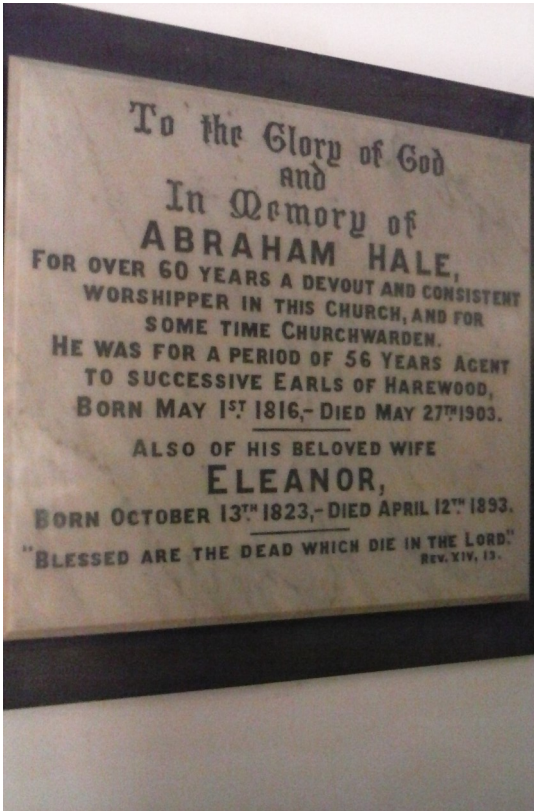 To the Glory of God
and
In Memory of
ABRAHAM HALE,
FOR OVER 60 YEARS A DEVOUT AND CONSISTENT
WORSHIPPER IN THIS CHURCH, AND FOR
SOME TIME CHURCHWARDEN.
HE WAS FOR A PERIOD OF 56 YEARS AGENT
TO SUCCESSIVE EARLS OF HAREWOOD,
BORN MAY 1ST. 1816,- DIED MAY 27TH. 1903.
ALSO OF HIS BELOVED WIFE
ELEANOR,
BORN OCTOBER 13TH. 1823,- DIED APRIL 12TH. 1893.
"BLESSED ARE THE DEAD WHICH DIE IN THE LORD."
REV. XIV, 13.